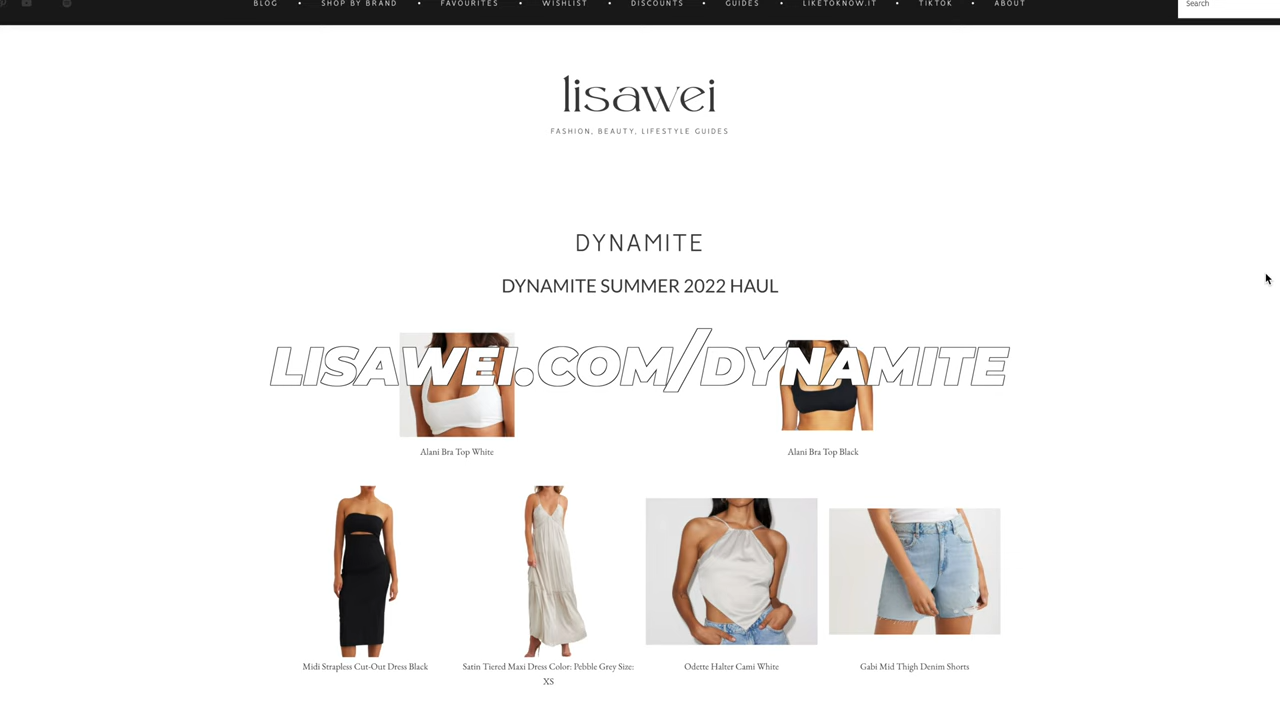 BLOG • SHOP BY BRAND • FAVOURITES • WISHLIST • DISCOUNTS • GUIDES • LIKETOKNOW.IT • TIKTOK • ABOUT
Search
lisawei
FASHION, BEAUTY, LIFESTYLE GUIDES
DYNAMITE
DYNAMITE SUMMER 2022 HAUL
LISAWEI.COM/DYNAMITE
Alani Bra Top White
Alani Bra Top Black
Midi Strapless Cut-Out Dress Black
Satin Tiered Maxi Dress Color: Pebble Grey Size:
XS
Odette Halter Cami White
Gabi Mid Thigh Denim Shorts